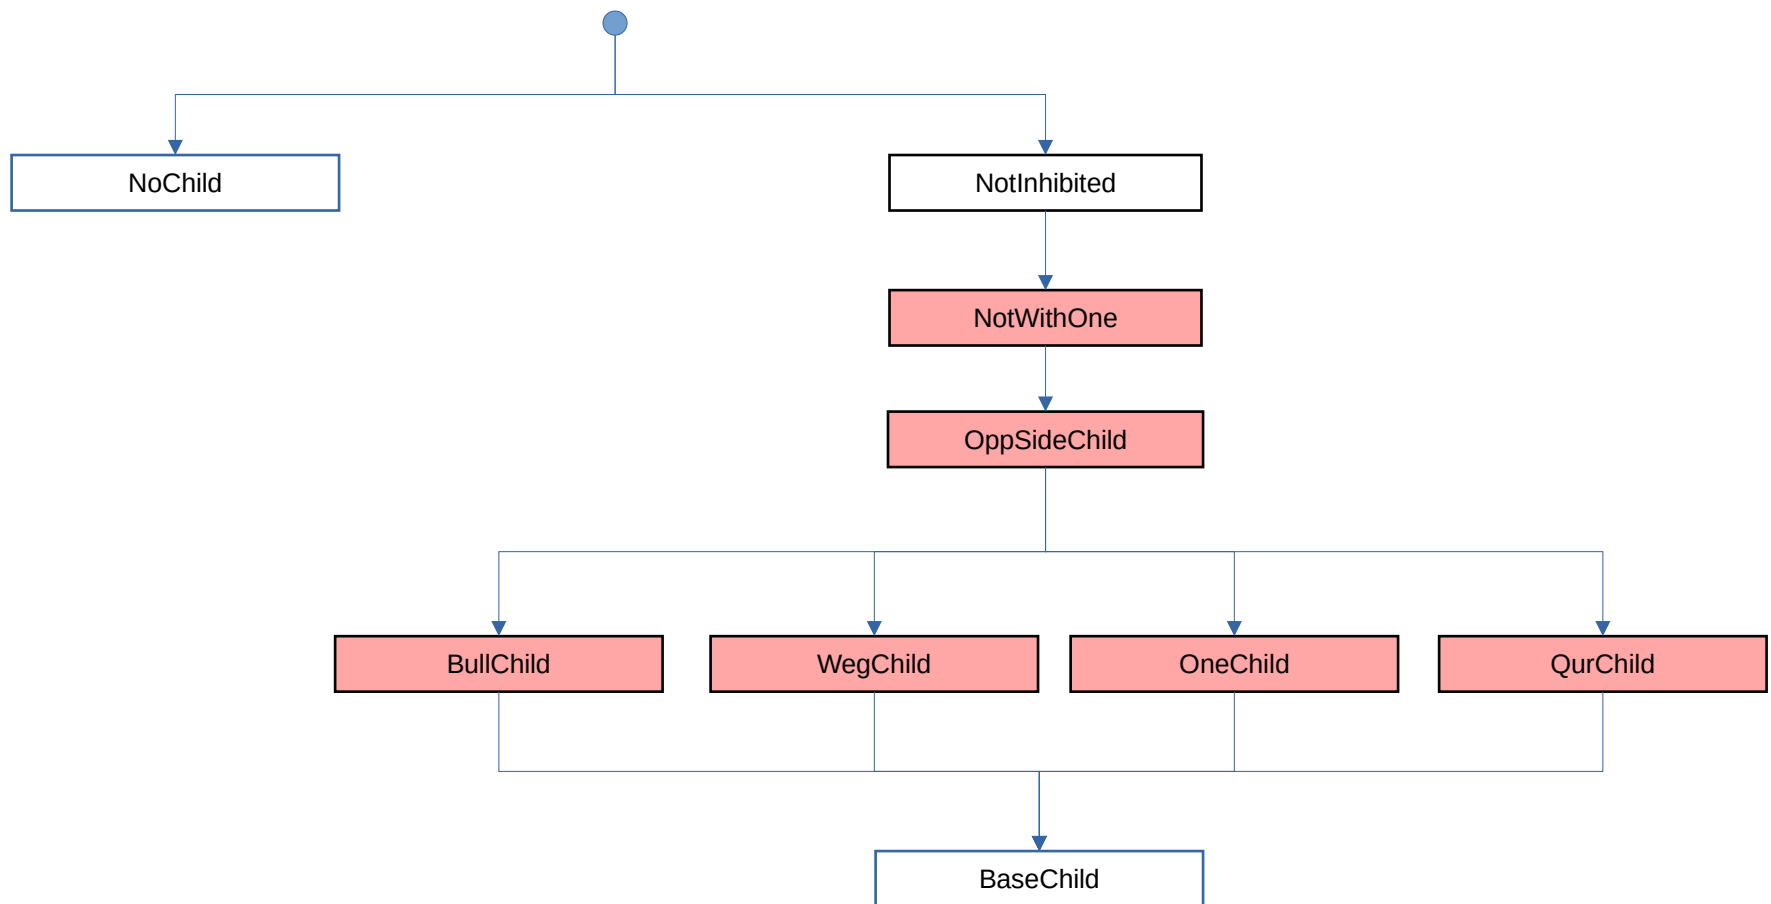 NoChild
NotInhibited
NotWithOne
OppSideChild
BullChild
WegChild
OneChild
QurChild
BaseChild